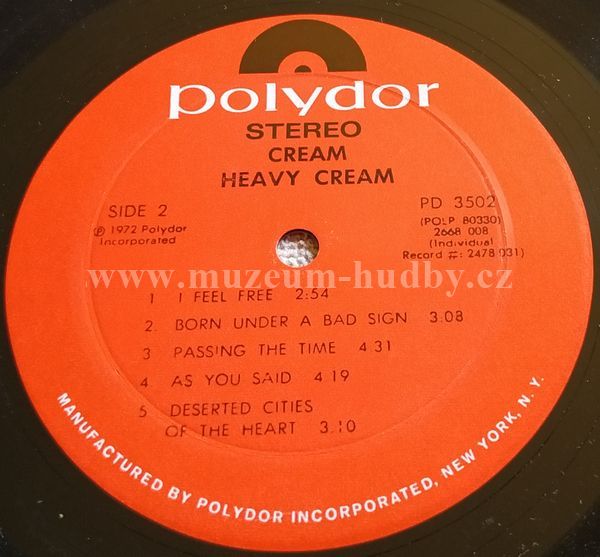 polydor
STEREO
CREAM
HEAVY CREAM
SIDE 2
℗ 1972 Polydor
Incorporated
PD 3502
(POLP 80330)
2668 008
(Individual
Record #: 2478 031)
www.muzeum-hudby.cz
1 I FEEL FREE 2:54
2. BORN UNDER A BAD SIGN 3:08
3 PASSING THE TIME 4 31
4 AS YOU SAID 4 19
5 DESERTED CITIES
OF THE HEART 3.10
MANUFACTURED BY POLYDOR INCORPORATED, NEW YORK, N. Y.